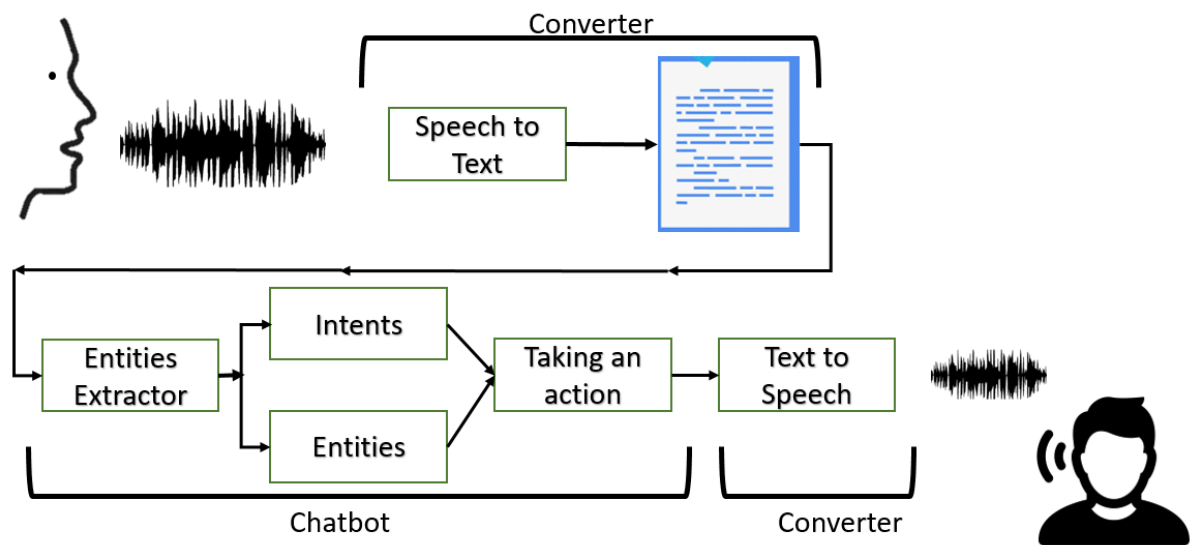 Converter
Speech to
Text
Intents
Entities
Extractor
Taking an
action
Text to
Speech
Entities
Chatbot
Converter